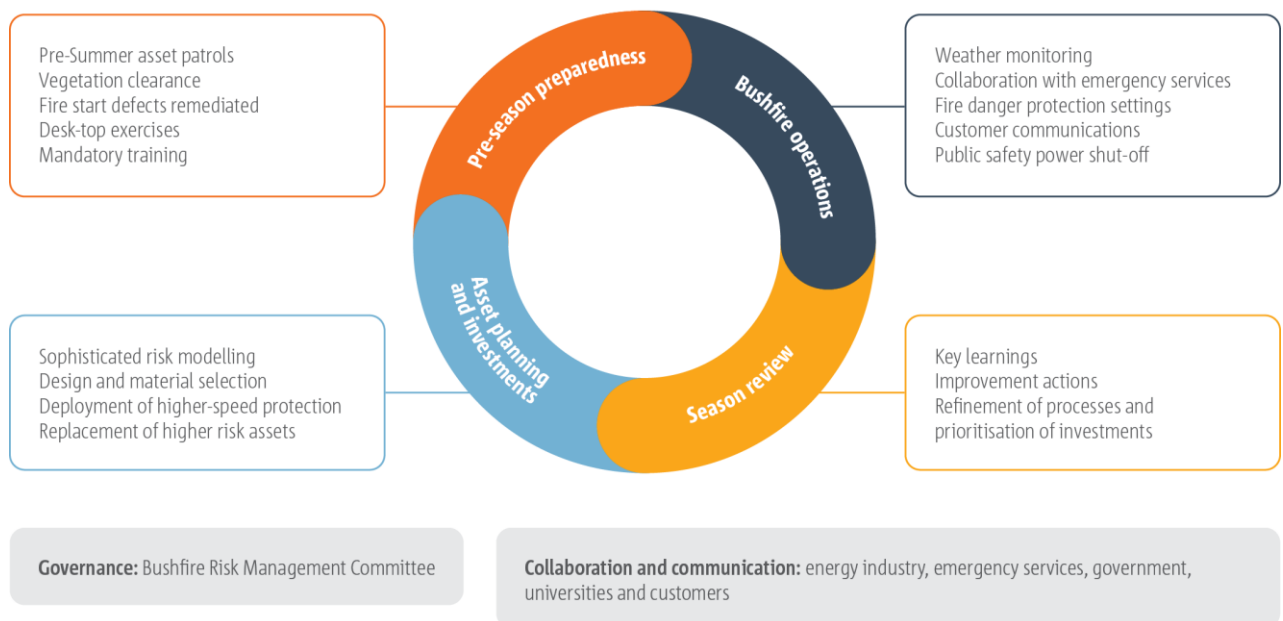 Pre-Summer asset patrols
Vegetation clearance
Fire start defects remediated
Desk-top exercises
Mandatory training
Pre-season preparedness
Bushfire operations
Weather monitoring
Collaboration with emergency services
Fire danger protection settings
Customer communications
Public safety power shut-off
Sophisticated risk modelling
Design and material selection
Deployment of higher-speed protection
Replacement of higher risk assets
Asset planning
and investments
Season review
Key learnings
Improvement actions
Refinement of processes and
prioritisation of investments
Governance: Bushfire Risk Management Committee
Collaboration and communication: energy industry, emergency services, government,
universities and customers